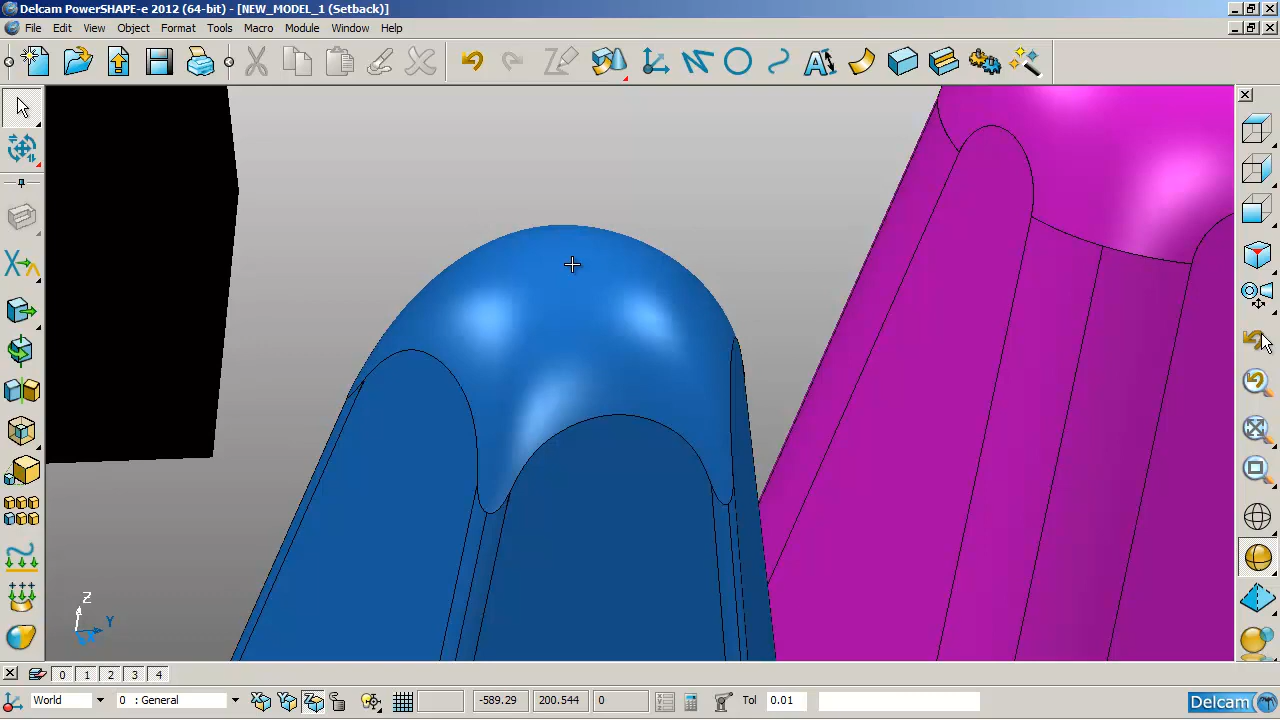 Delcam PowerSHAPE-e 2012 (64-bit) - [NEW_MODEL_1 (Setback)]
File Edit View Object Format Tools Macro Module Window Help
Z
Y
X
0 1 2 3 4
World 0 : General -589.29 200.544 0 Tol 0.01 Delcam